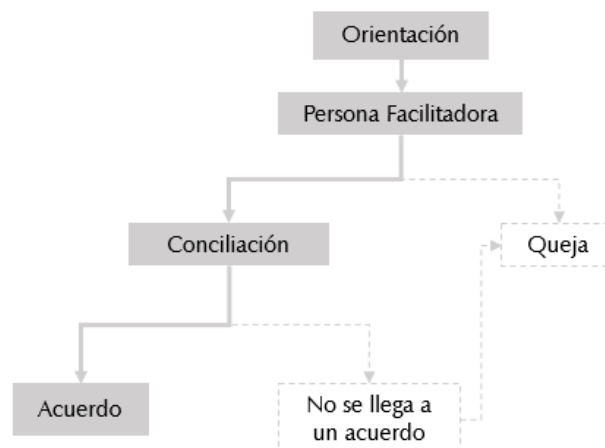 Orientación
Persona Facilitadora
Conciliación
Queja
Acuerdo
No se llega a
un acuerdo